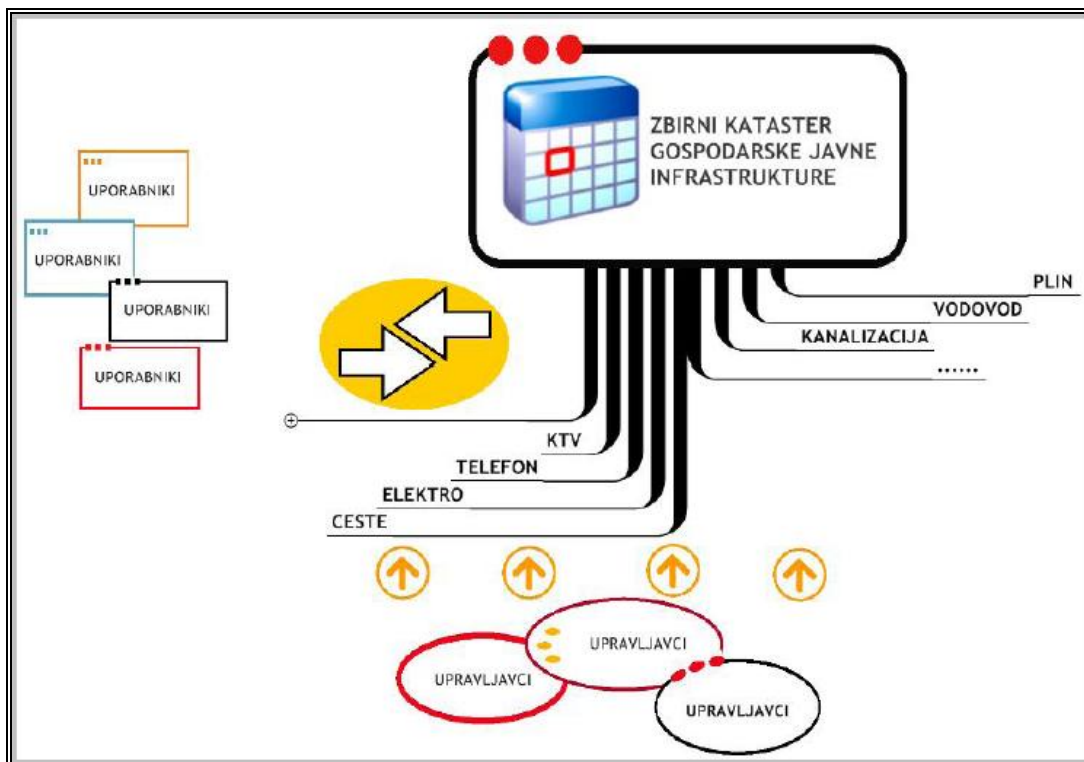 ZBIRNI KATASTER
GOSPODARSKE JAVNE
INFRASTRUKTURE
UPORABNIKI
UPORABNIKI
UPORABNIKI
UPORABNIKI
PLIN
VODOVOD
KANALIZACIJA
......
KTV
TELEFON
ELEKTRO
CESTE
UPRAVLJAVCI
UPRAVLJAVCI
UPRAVLJAVCI